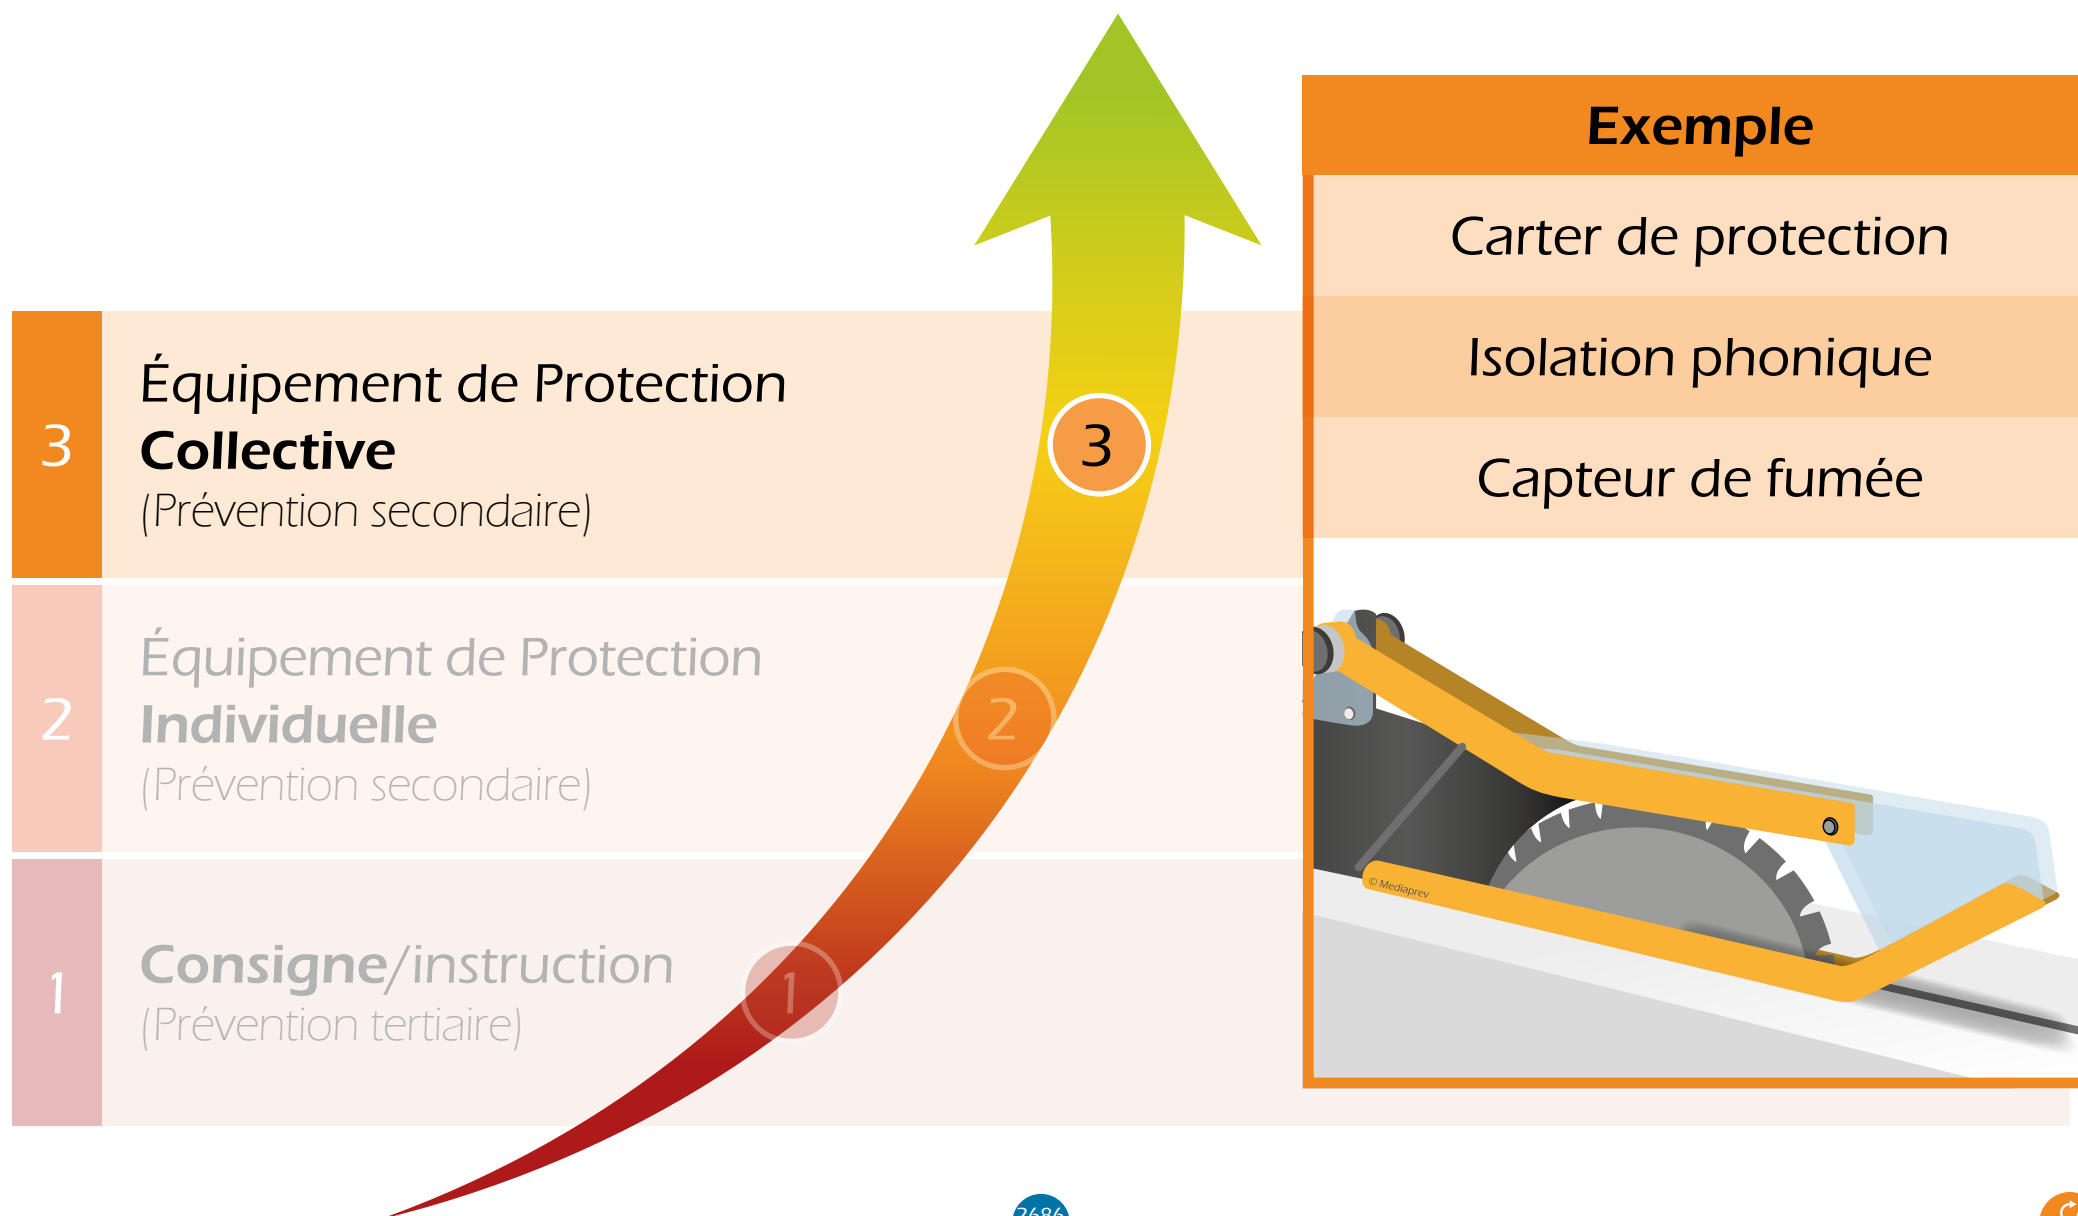 Exemple
Carter de protection
Isolation phonique
Capteur de fumée
3
Équipement de Protection
Collective
(Prévention secondaire)
3
2
Équipement de Protection
Individuelle
(Prévention secondaire)
2
1
Consigne/instruction
(Prévention tertiaire)
1
© Mediaprev
2686